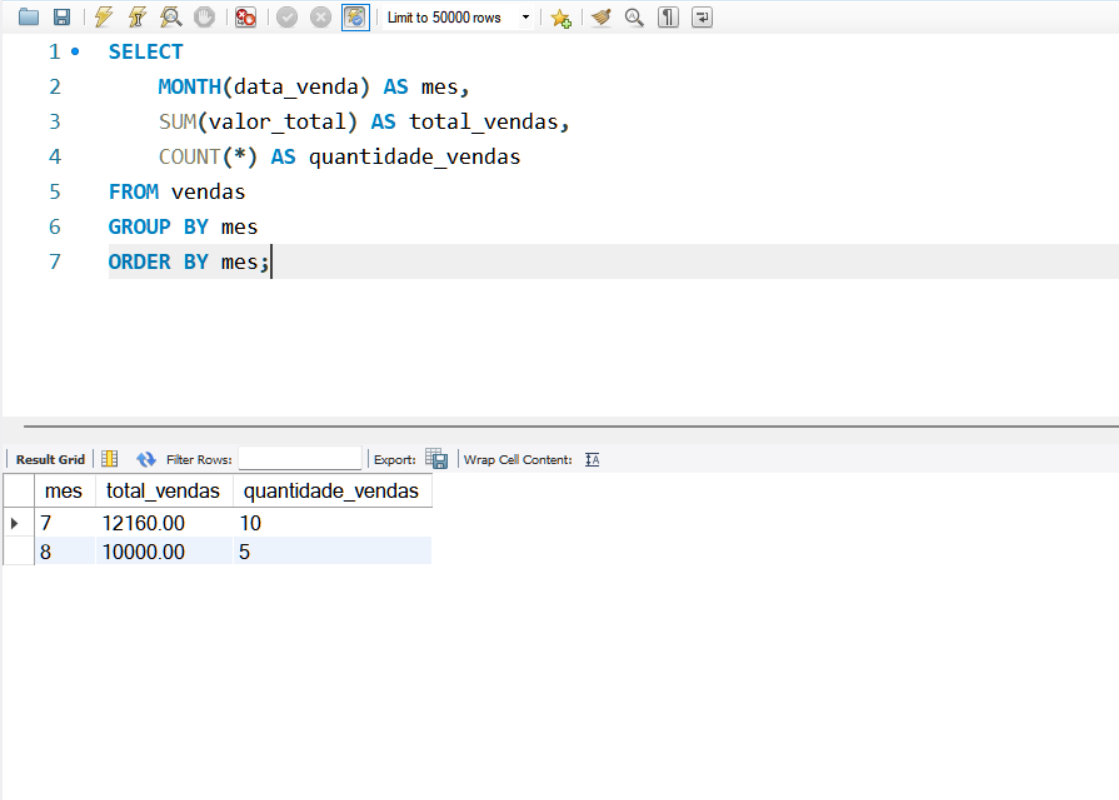 Limit to 50000 rows
1 SELECT
2 MONTH(data_venda) AS mes,
3 SUM(valor_total) AS total_vendas,
4 COUNT(*) AS quantidade_vendas
5 FROM vendas
6 GROUP BY mes
7 ORDER BY mes;
Result Grid Filter Rows: Export: Wrap Cell Content: IA
mes total_vendas quantidade_vendas
7 12160.00 10
8 10000.00 5